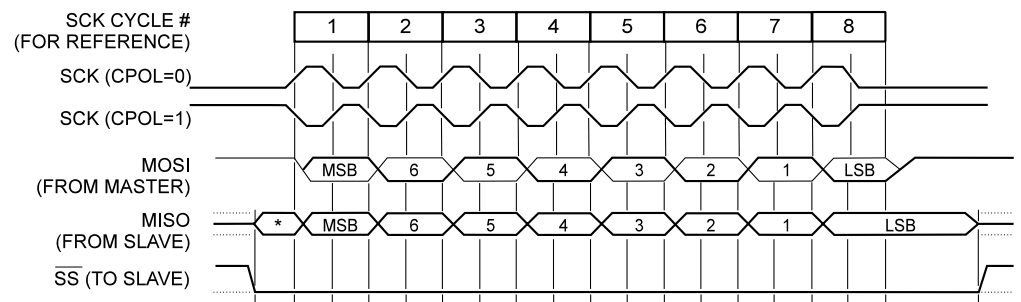 SCK CYCLE #
(FOR REFERENCE)
1 2 3 4 5 6 7 8
SCK (CPOL=0)
SCK (CPOL=1)
MOSI
(FROM MASTER)
MSB 6 5 4 3 2 1 LSB
MISO
(FROM SLAVE)
* MSB 6 5 4 3 2 1 LSB
SS (TO SLAVE)